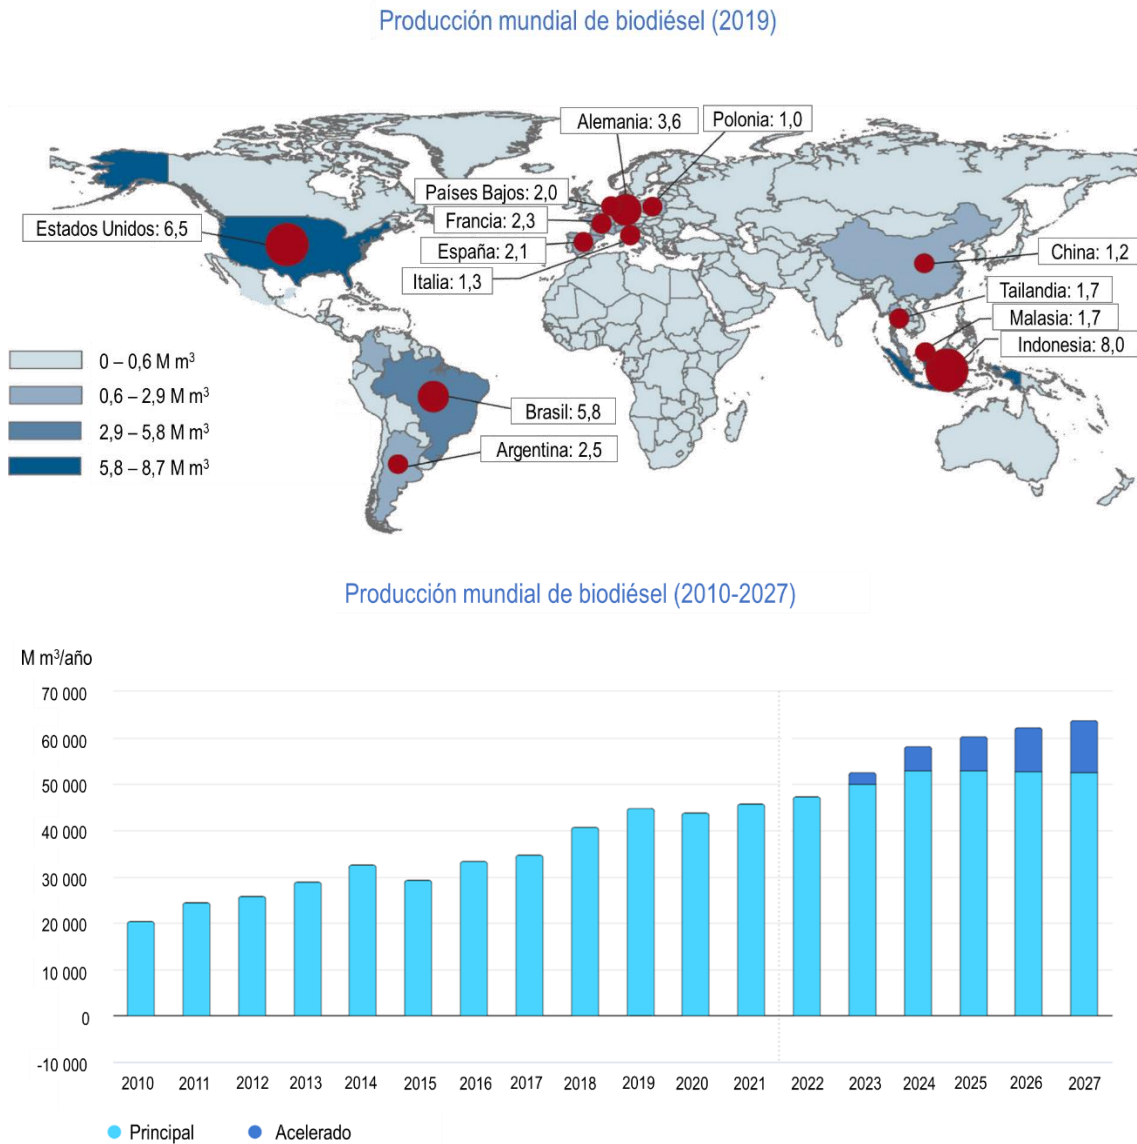 Producción mundial de biodiésel (2019)
Alemania: 3,6
Polonia: 1,0
Países Bajos: 2,0
Estados Unidos: 6,5
Francia: 2,3
España: 2,1
China: 1,2
Italia: 1,3
Tailandia: 1,7
Malasia: 1,7
Indonesia: 8,0
0 – 0,6 M m³
0,6 – 2,9 M m³
2,9 – 5,8 M m³
5,8 – 8,7 M m³
Brasil: 5,8
Argentina: 2,5
Producción mundial de biodiésel (2010-2027)
M m³/año
70 000
60 000
50 000
40 000
30 000
20 000
10 000
0
-10 000
2010 2011 2012 2013 2014 2015 2016 2017 2018 2019 2020 2021 2022 2023 2024 2025 2026 2027
Principal Acelerado